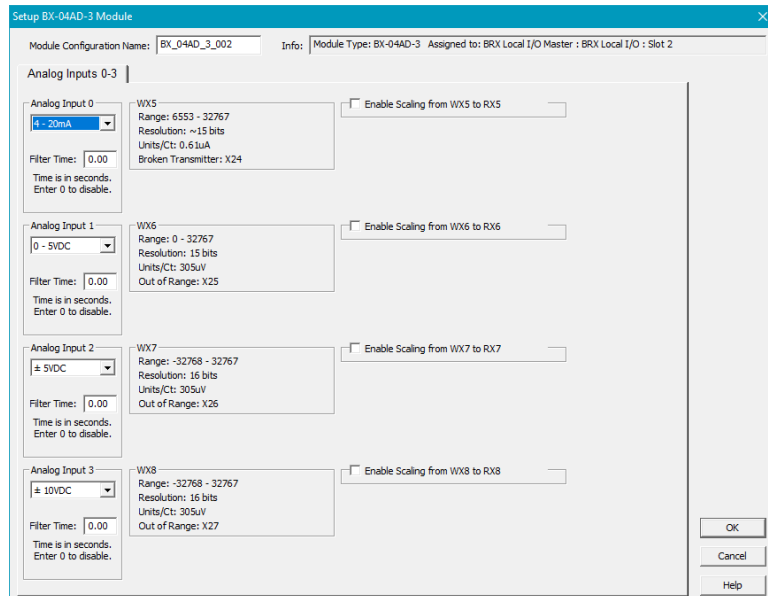 Setup BX-04AD-3 Module
Module Configuration Name: BX_04AD_3_002 Info: Module Type: BX-04AD-3 Assigned to: BRX Local I/O Master : BRX Local I/O : Slot 2
Analog Inputs 0-3
Analog Input 0
4 - 20mA
Filter Time: 0.00
Time is in seconds.
Enter 0 to disable.
WX5
Range: 6553 - 32767
Resolution: ~15 bits
Units/Ct: 0.61uA
Broken Transmitter: X24
Enable Scaling from WX5 to RX5
Analog Input 1
0 - 5VDC
Filter Time: 0.00
Time is in seconds.
Enter 0 to disable.
WX6
Range: 0 - 32767
Resolution: 15 bits
Units/Ct: 305uV
Out of Range: X25
Enable Scaling from WX6 to RX6
Analog Input 2
± 5VDC
Filter Time: 0.00
Time is in seconds.
Enter 0 to disable.
WX7
Range: -32768 - 32767
Resolution: 16 bits
Units/Ct: 305uV
Out of Range: X26
Enable Scaling from WX7 to RX7
Analog Input 3
± 10VDC
Filter Time: 0.00
Time is in seconds.
Enter 0 to disable.
WX8
Range: -32768 - 32767
Resolution: 16 bits
Units/Ct: 305uV
Out of Range: X27
Enable Scaling from WX8 to RX8
OK
Cancel
Help